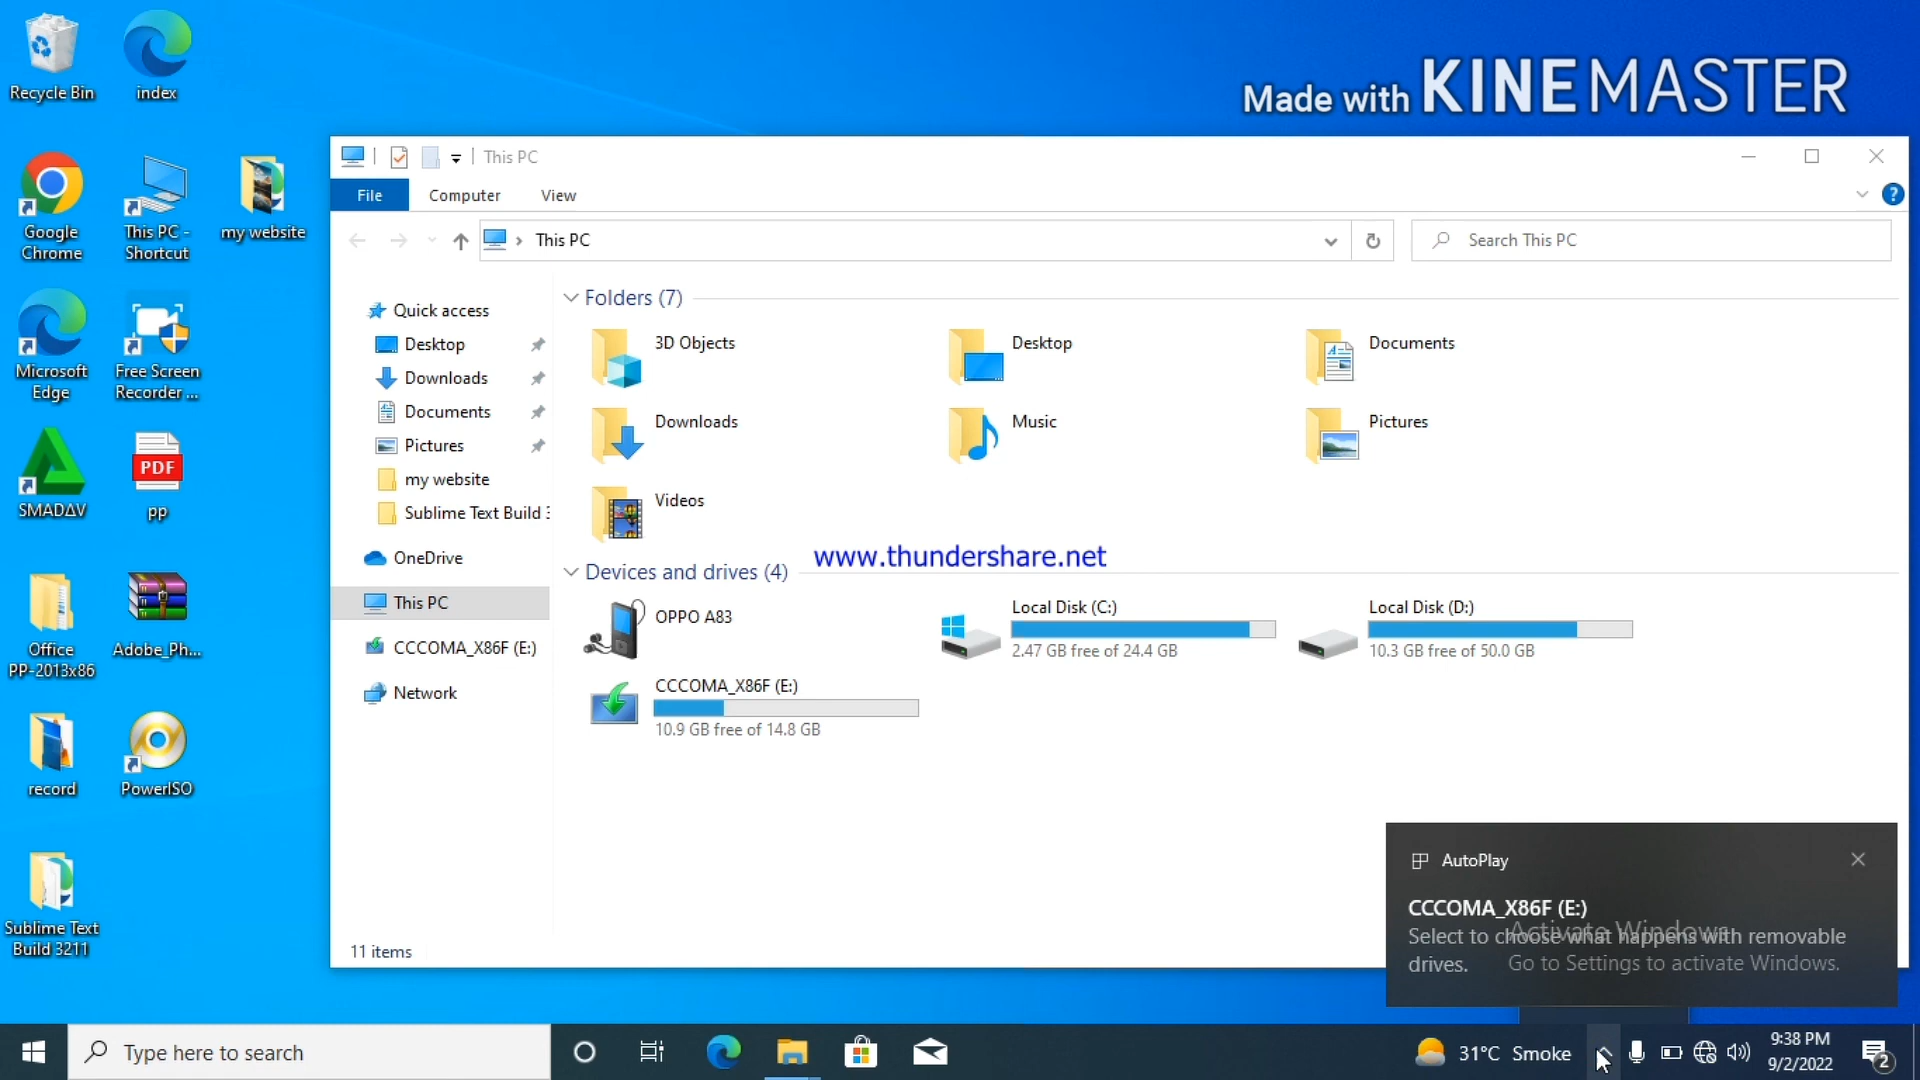 Recycle Bin
index
Made with KINEMASTER
Google
Chrome
This PC -
Shortcut
my website
Microsoft
Edge
Free Screen
Recorder ...
SMADΔV
PDF
pp
Office
PP-2013x86
Adobe_Ph...
record
PowerISO
Sublime Text
Build 3211
This PC
File
Computer
View
?
This PC
Search This PC
Quick access
Desktop
Downloads
Documents
Pictures
my website
Sublime Text Build 3
OneDrive
This PC
CCCOMA_X86F (E:)
Network
Folders (7)
3D Objects
Desktop
Documents
Downloads
Music
Pictures
Videos
www.thundershare.net
Devices and drives (4)
OPPO A83
Local Disk (C:)
2.47 GB free of 24.4 GB
Local Disk (D:)
10.3 GB free of 50.0 GB
CCCOMA_X86F (E:)
10.9 GB free of 14.8 GB
11 items
AutoPlay
CCCOMA_X86F (E:)
Select to choose what happens with removable
drives.
Activate Windows
Go to Settings to activate Windows.
Type here to search
31°C Smoke
9:38 PM
9/2/2022
2